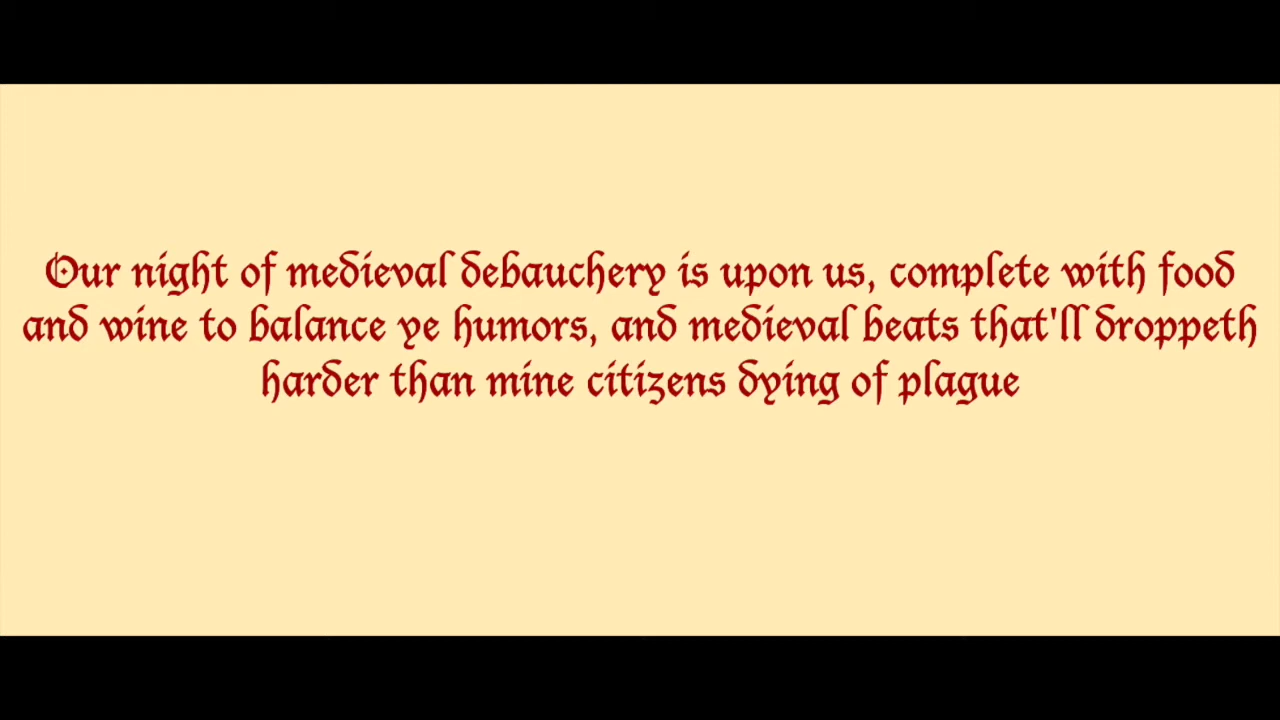 Our night of medieval debauchery is upon us, complete with food
and wine to balance ye humors, and medieval beats that'll droppeth
harder than mine citizens dying of plague